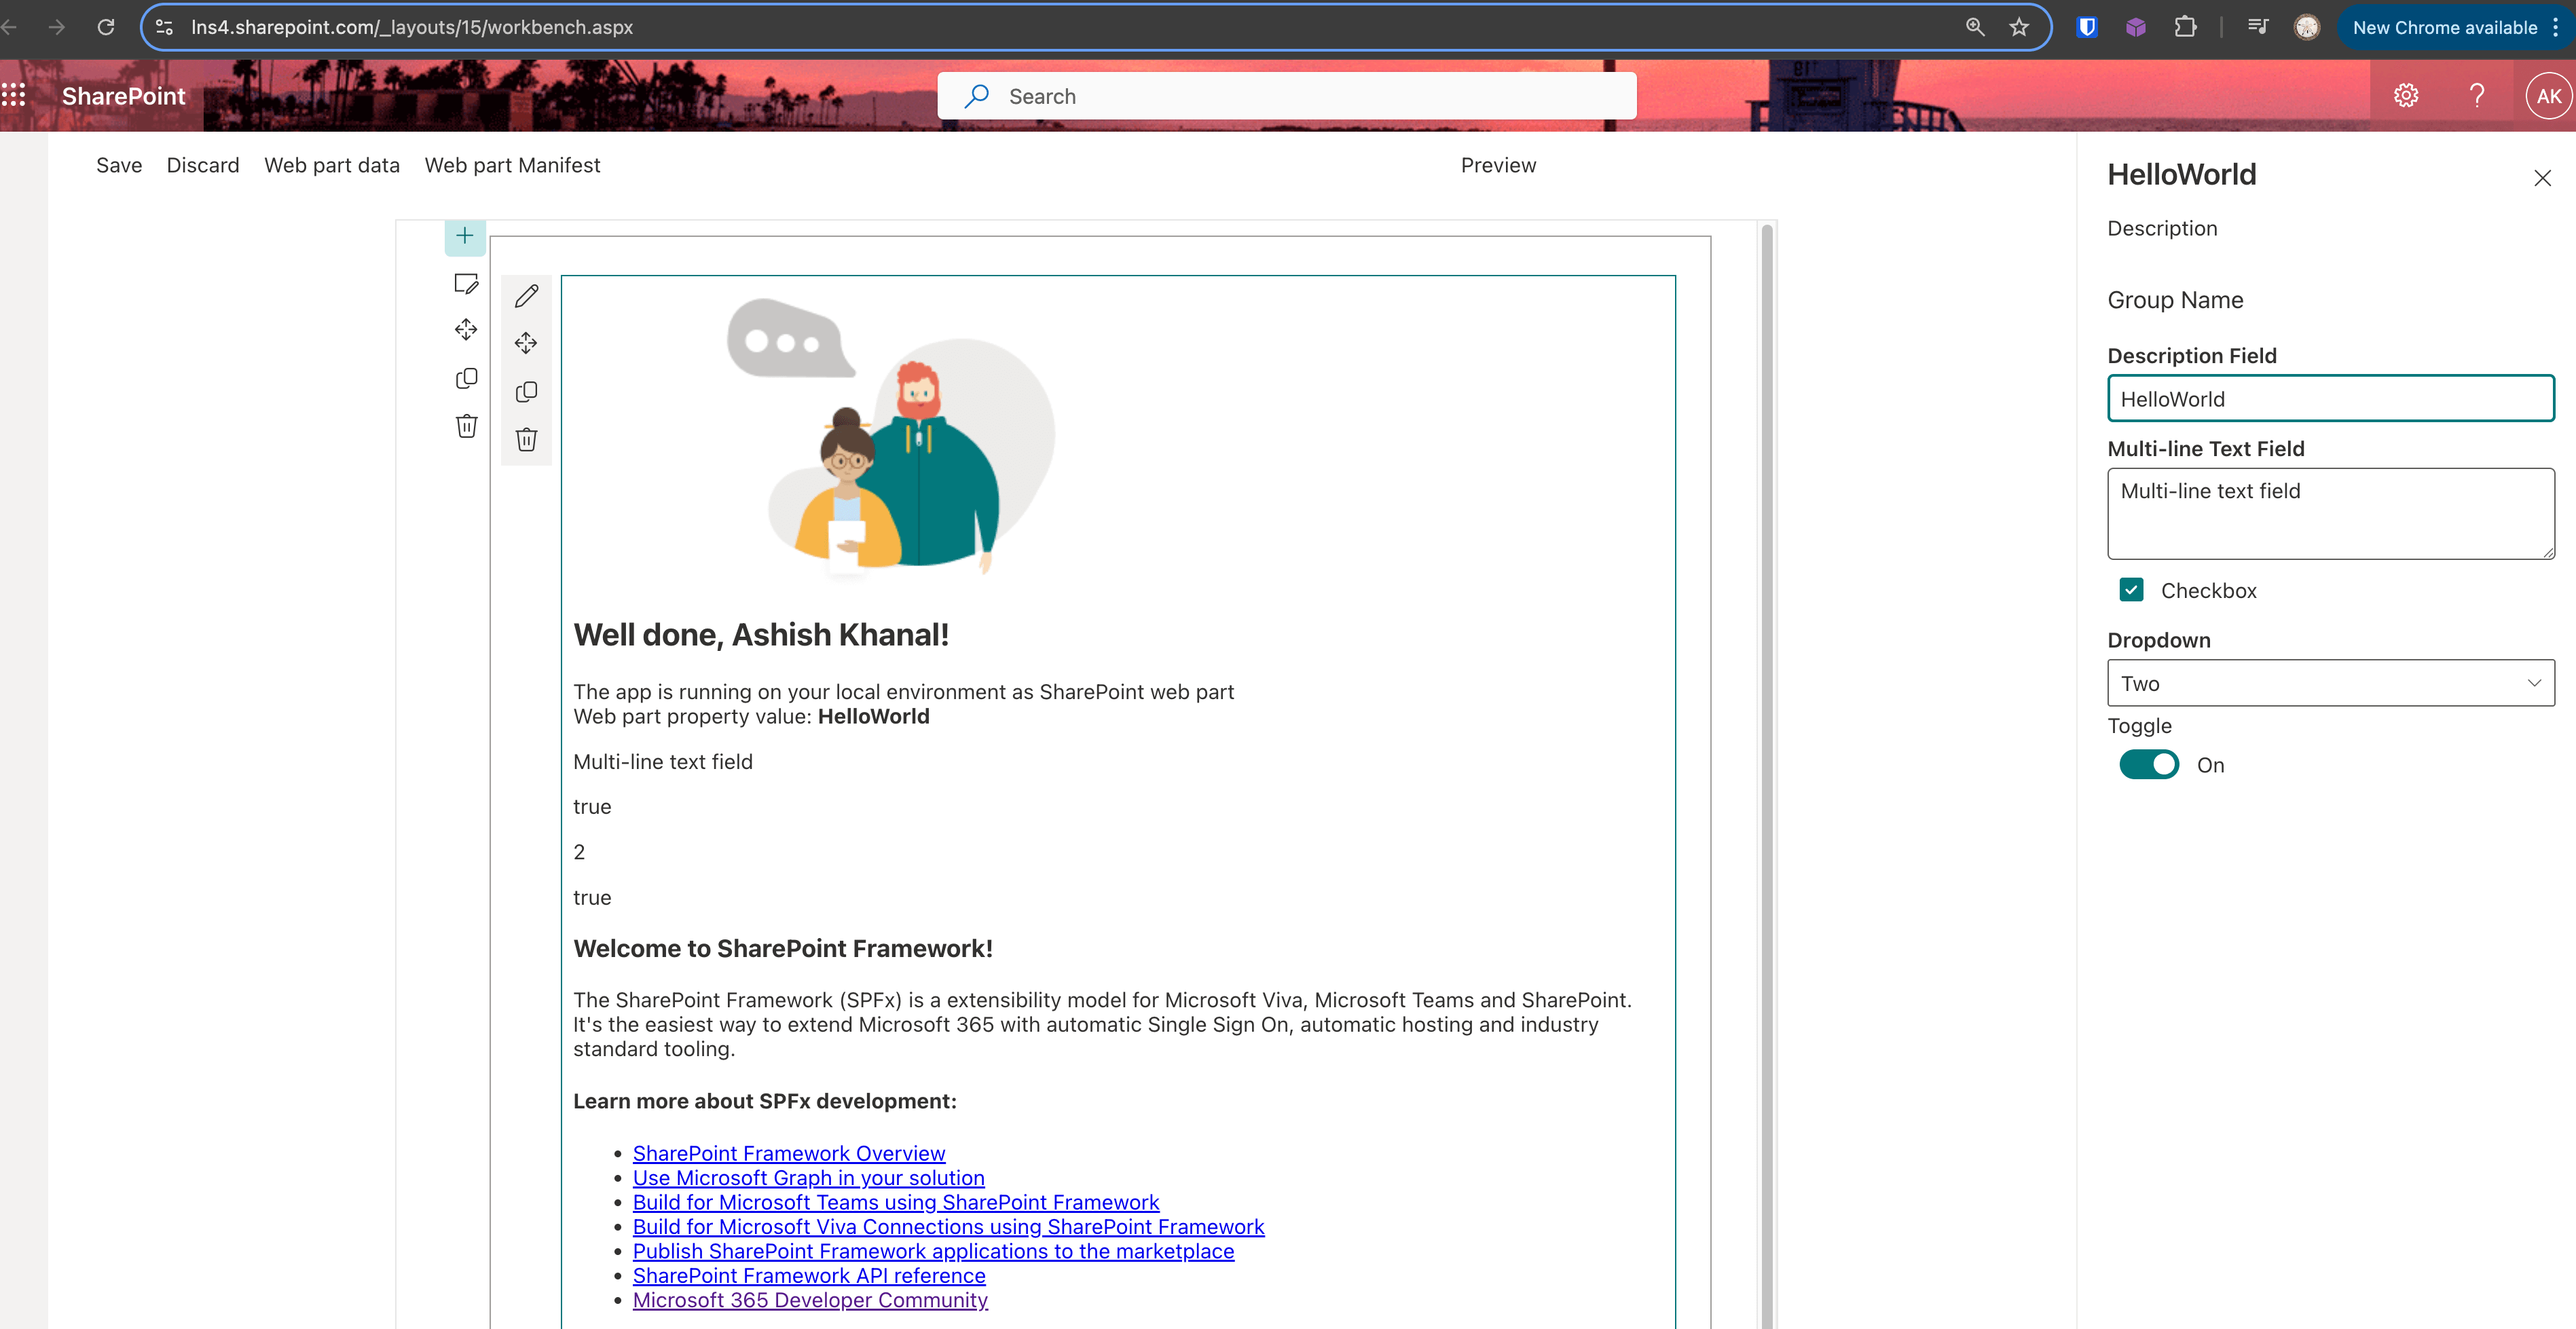 lns4.sharepoint.com/_layouts/15/workbench.aspx
New Chrome available
SharePoint
Search
AK
Save Discard Web part data Web part Manifest
Preview
Well done, Ashish Khanal!
The app is running on your local environment as SharePoint web part
Web part property value: HelloWorld
Multi-line text field
true
2
true
Welcome to SharePoint Framework!
The SharePoint Framework (SPFx) is a extensibility model for Microsoft Viva, Microsoft Teams and SharePoint.
It's the easiest way to extend Microsoft 365 with automatic Single Sign On, automatic hosting and industry
standard tooling.
Learn more about SPFx development:
SharePoint Framework Overview
Use Microsoft Graph in your solution
Build for Microsoft Teams using SharePoint Framework
Build for Microsoft Viva Connections using SharePoint Framework
Publish SharePoint Framework applications to the marketplace
SharePoint Framework API reference
Microsoft 365 Developer Community
HelloWorld
Description
Group Name
Description Field
HelloWorld
Multi-line Text Field
Multi-line text field
Checkbox
Dropdown
Two
Toggle
On